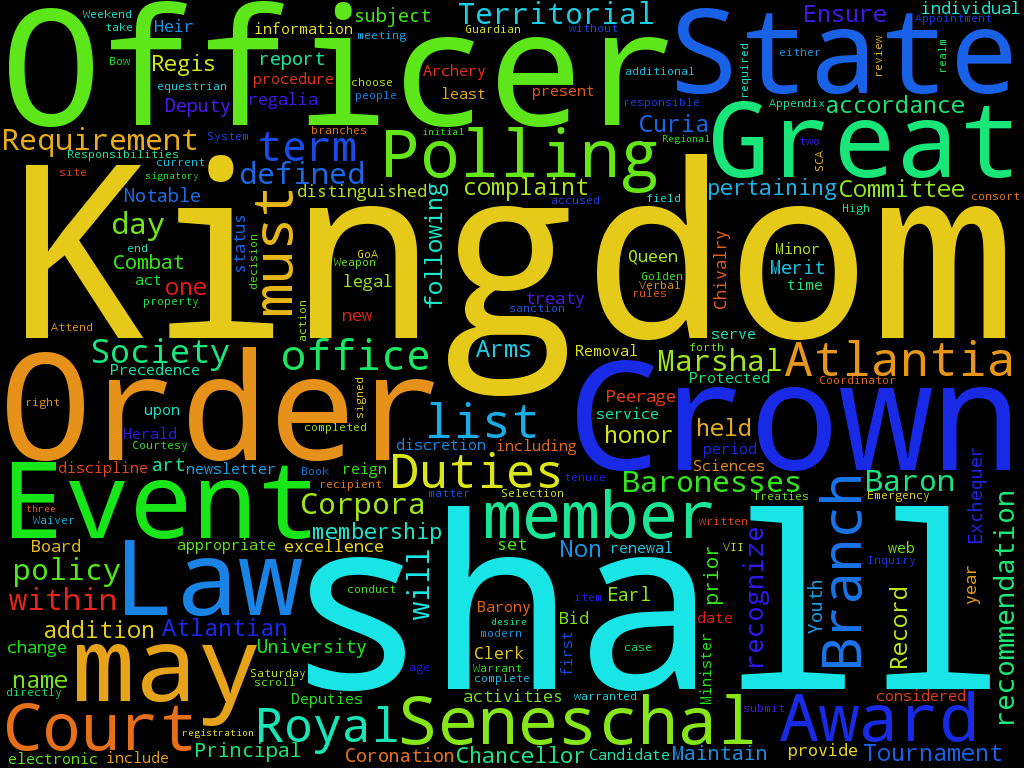 Weekend
take
Heir
information
subject
Territorial
Ensure
individual
Officer
State
Guardian
without
Appointment
meeting
Bow
Regis
report
equestrian
procedure
Archery
additional
either
review
realm
required
choose
people
Deputy
regalia
least
present
responsible
Appendix
accordance
Great
Requirement
System
branches
initial
Curia
Regional
two
SCA
term
Polling
Responsibilities
current
site
signatory
defined
distinguished
complaint
pertaining
Committee
consort
Notable
accused
field
High
Kingdom
day
status
must
following
end
decision
GoA
Queen
Minor
Combat
Weapon
Golden
Merit
act
legal
Verbal
time
one
treaty
rules
Chivalry
property
sanction
new
action
Attend
serve
Society
office
Arms
Removal
forth
Marshal
Atlantia
Precedence
Protected
Coordinator
Order
Crown
right
signed
Peerage
upon
list
service
completed
honor
held
Herald
Courtesy
discretion
including
period
discipline
art
newsletter
Book
reign
Duties
tenure
Sciences
recipient
Baronesses
Baron
Exchequer
Event
matter
Selection
Treaties
Emergency
three
Corpora
member
Branch
recommendation
Waiver
membership
written
Board
appropriate
excellence
set
Non
renewal
VII
web
policy
Law
shall
will
prior
recognize
Inquiry
conduct
item
Earl
Youth
year
within
Barony
desire
Bid
date
Record
addition
Atlantian
modern
first
change
University
Clerk
case
may
Saturday
Warrant
age
Minister
name
scroll
complete
directly
Deputies
activities
warranted
considered
Court
Royal
Seneschal
submit
Award
registration
electronic
include
Principal
Coronation
Chancellor
Candidate
Maintain
provide
Tournament